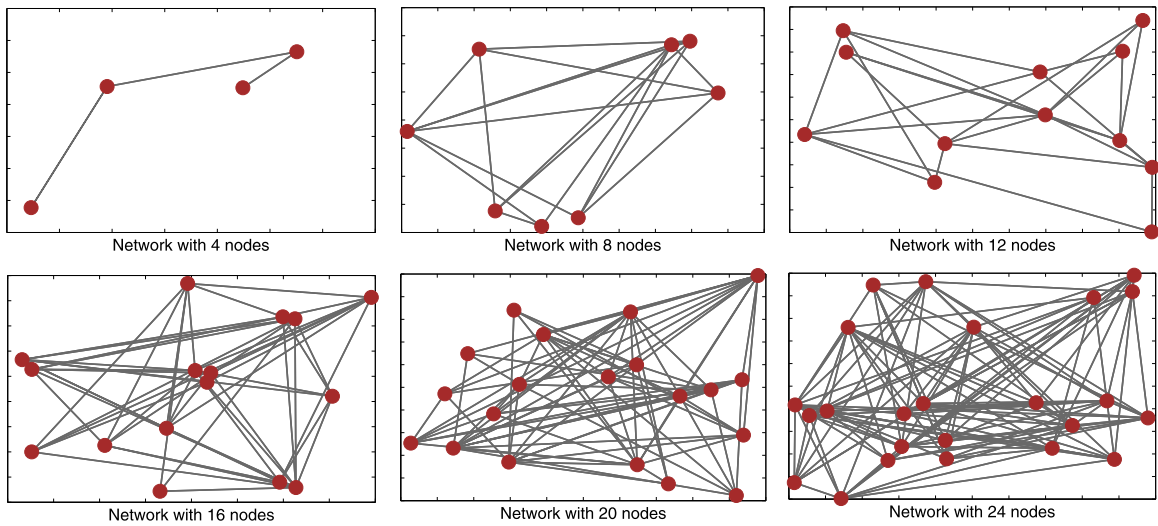 Network with 4 nodes
Network with 8 nodes
Network with 12 nodes
Network with 16 nodes
Network with 20 nodes
Network with 24 nodes